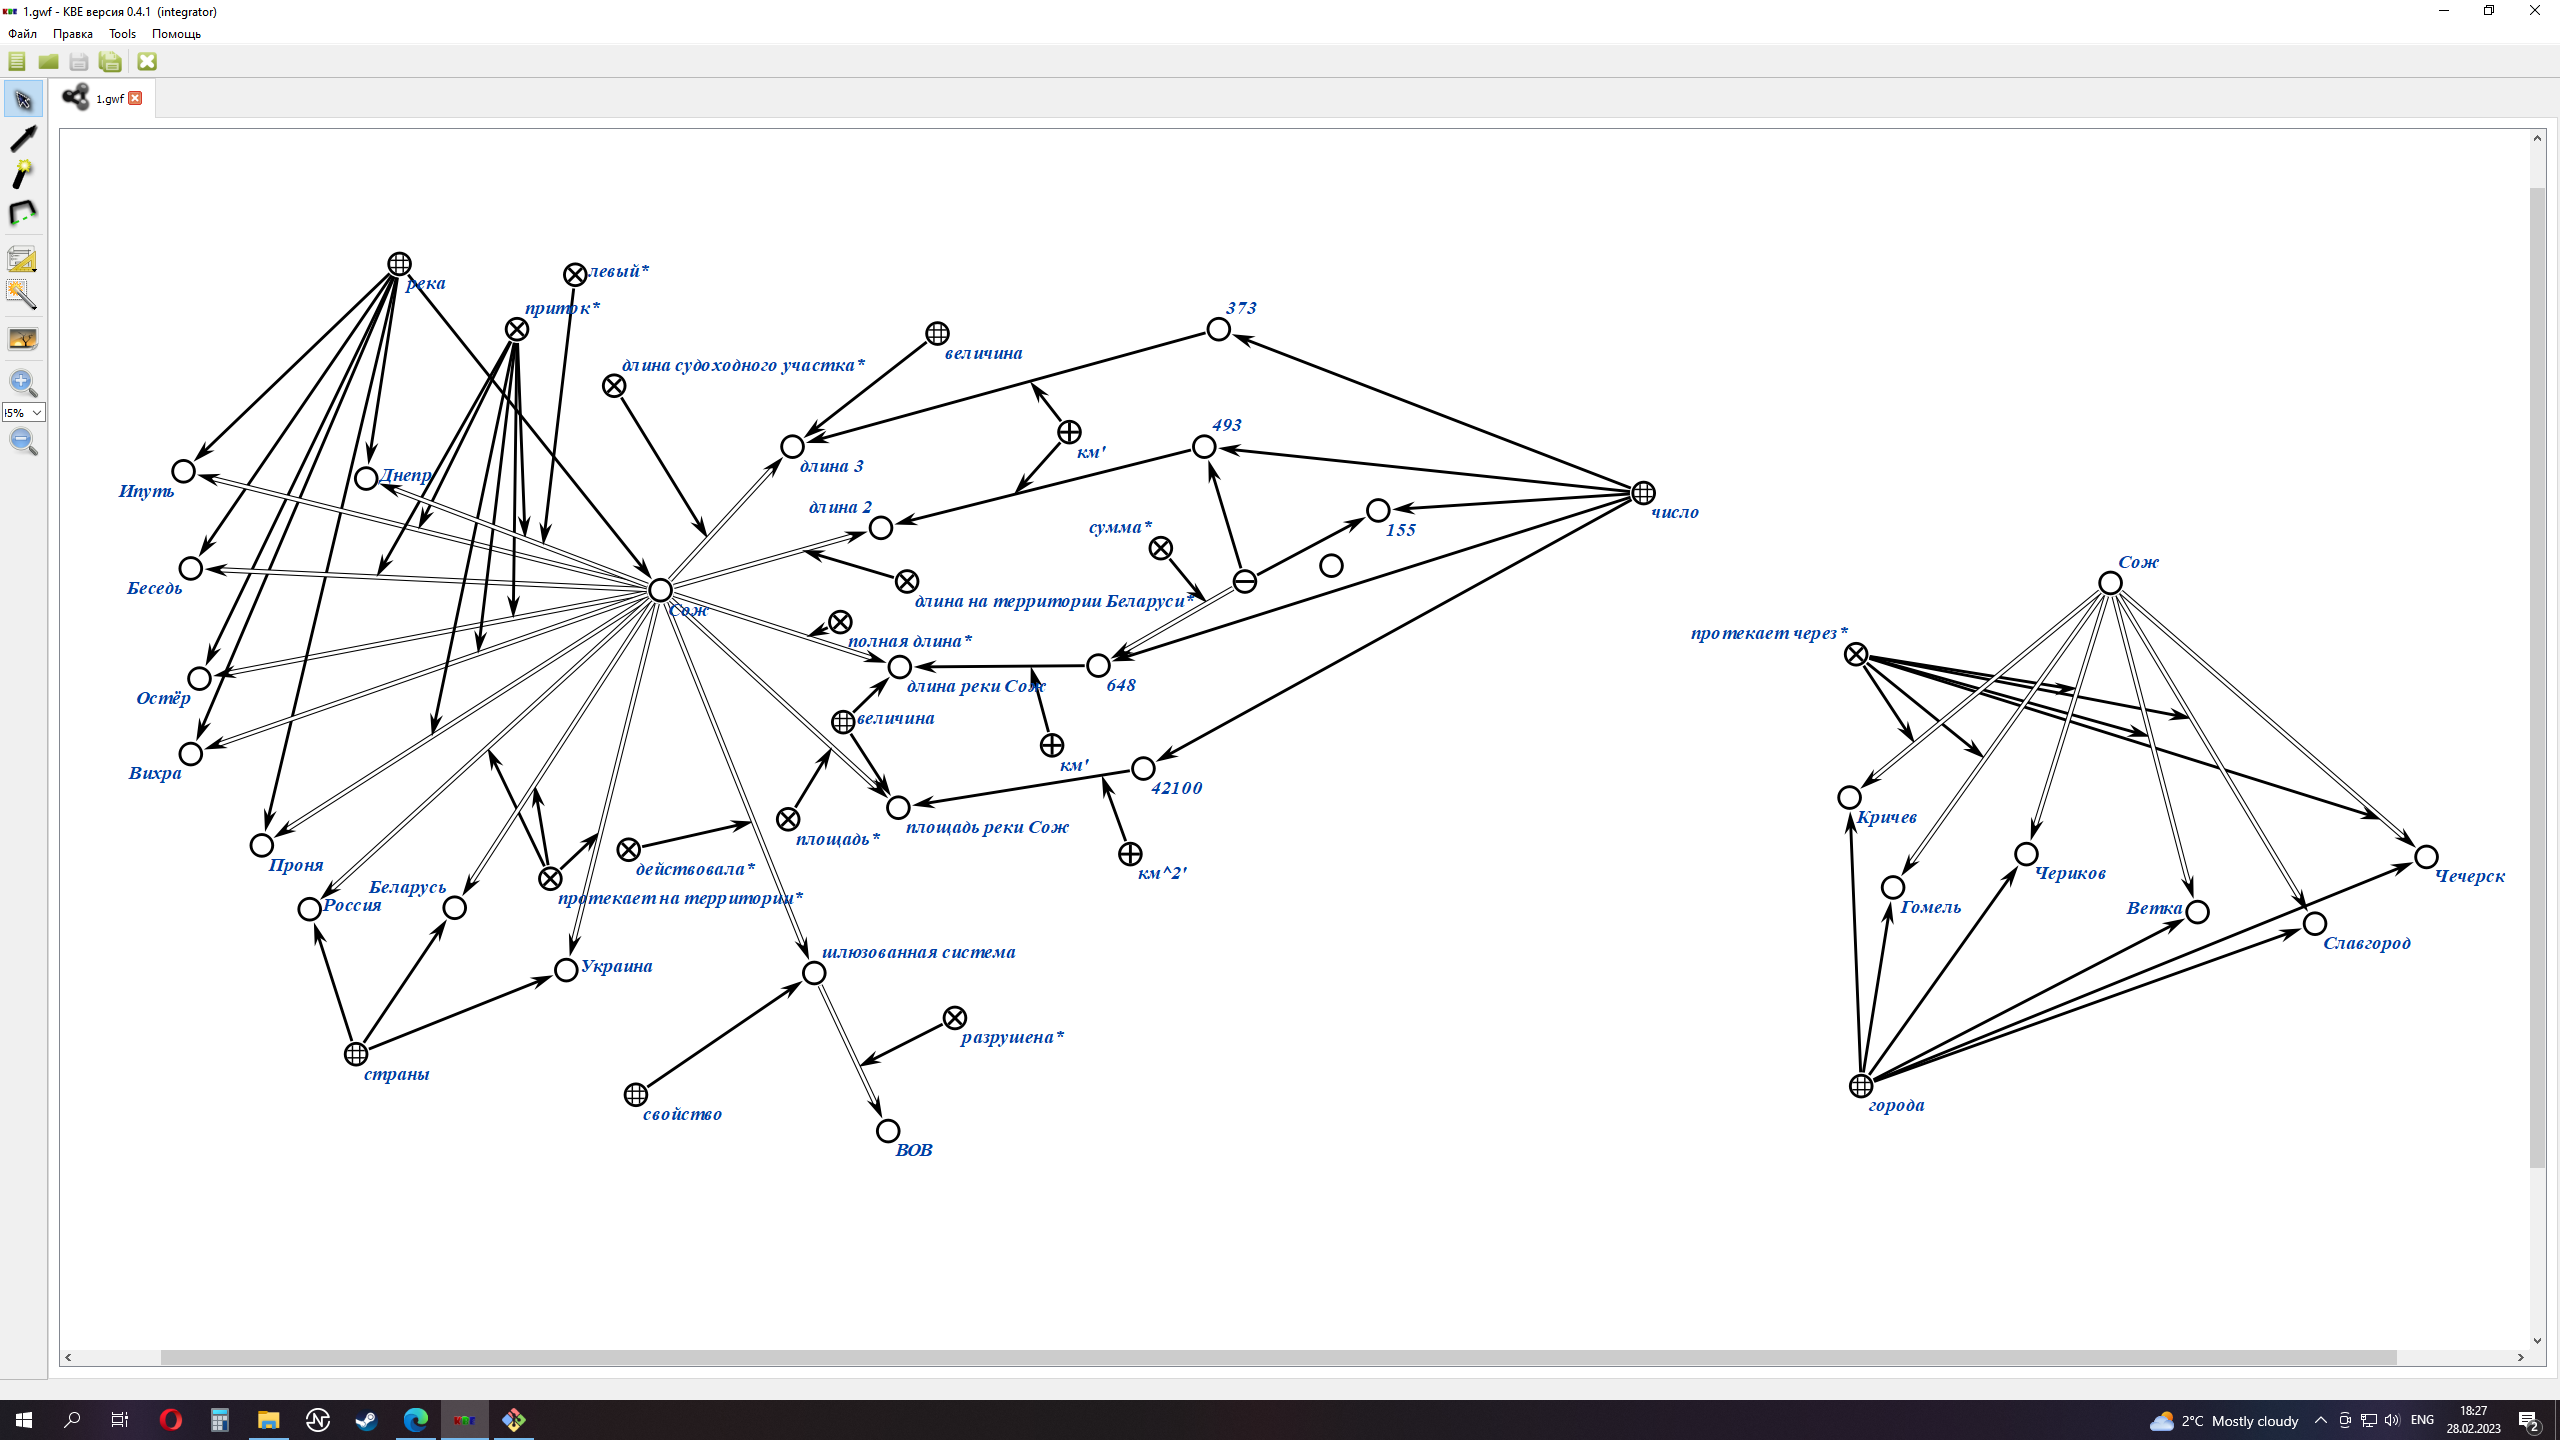 1.gwf - KBE версия 0.4.1 (integrator)
Файл Правка Tools Помощь
1.gwf
река
левый*
приток*
длина судоходного участка*
величина
373
Ипуть
Днепр
длина 3
км'
493
длина 2
155
число
сумма*
Беседь
Сож
длина на территории Беларуси*
полная длина*
длина реки Сож
648
Остёр
величина
км'
Вихра
42100
площадь реки Сож
площадь*
км^2'
Проня
действовала*
Беларусь
протекает на территории*
Россия
Украина
шлюзованная система
страны
разрушена*
свойство
ВОВ
Сож
протекает через*
Кричев
Чериков
Чечерск
Гомель
Ветка
Славгород
города
KBE
2°C Mostly cloudy
ENG
18:27
28.02.2023
2